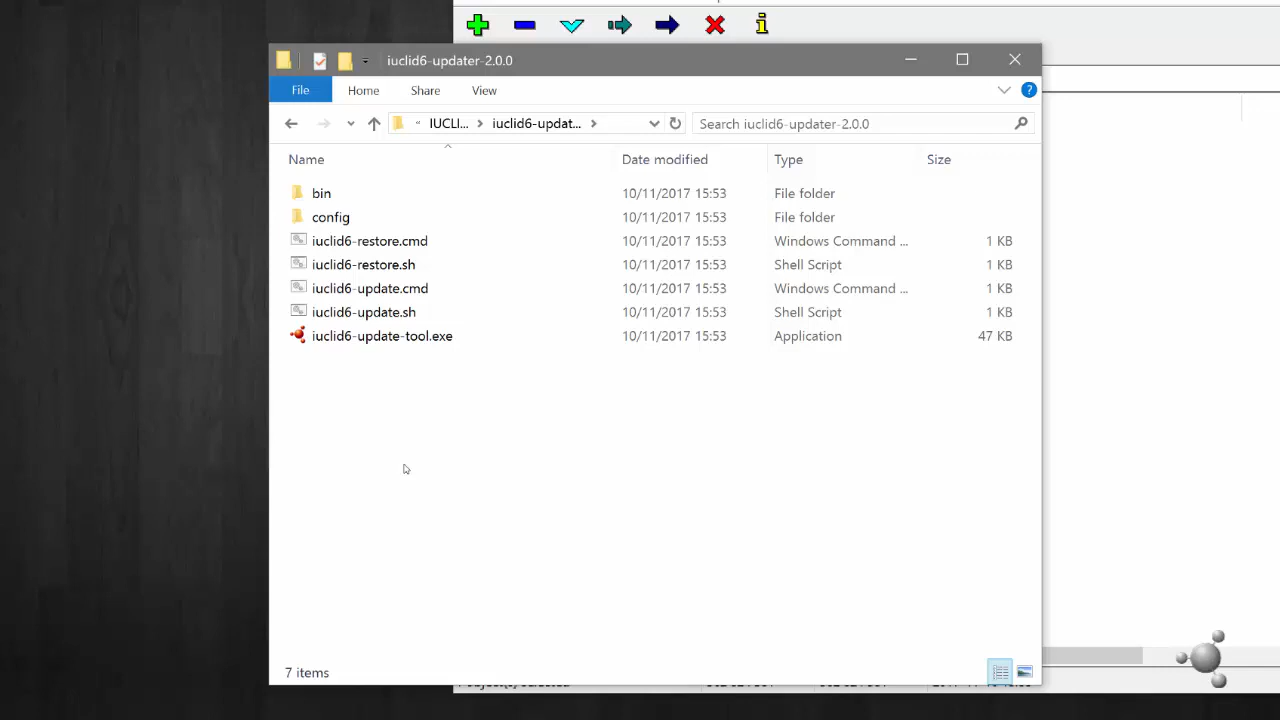 iuclid6-updater-2.0.0
File Home Share View
IUCLI... iuclid6-updat... Search iuclid6-updater-2.0.0
Name Date modified Type Size
bin 10/11/2017 15:53 File folder
config 10/11/2017 15:53 File folder
iuclid6-restore.cmd 10/11/2017 15:53 Windows Command ... 1 KB
iuclid6-restore.sh 10/11/2017 15:53 Shell Script 1 KB
iuclid6-update.cmd 10/11/2017 15:53 Windows Command ... 1 KB
iuclid6-update.sh 10/11/2017 15:53 Shell Script 1 KB
iuclid6-update-tool.exe 10/11/2017 15:53 Application 47 KB
7 items